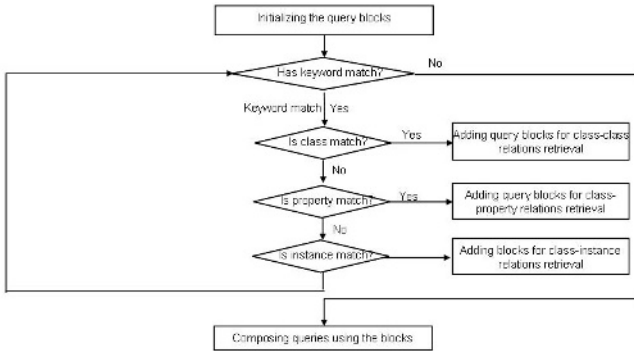 Initializing the query blocks
No
Has keyword match?
Keyword match Yes
Yes
Is class match?
Adding query blocks for class-class
relations retrieval
No
Is property match?
Yes
Adding query blocks for class-
property relations retrieval
No
Is instance match?
Adding blocks for class-instance
relations retrieval
Composing queries using the blocks